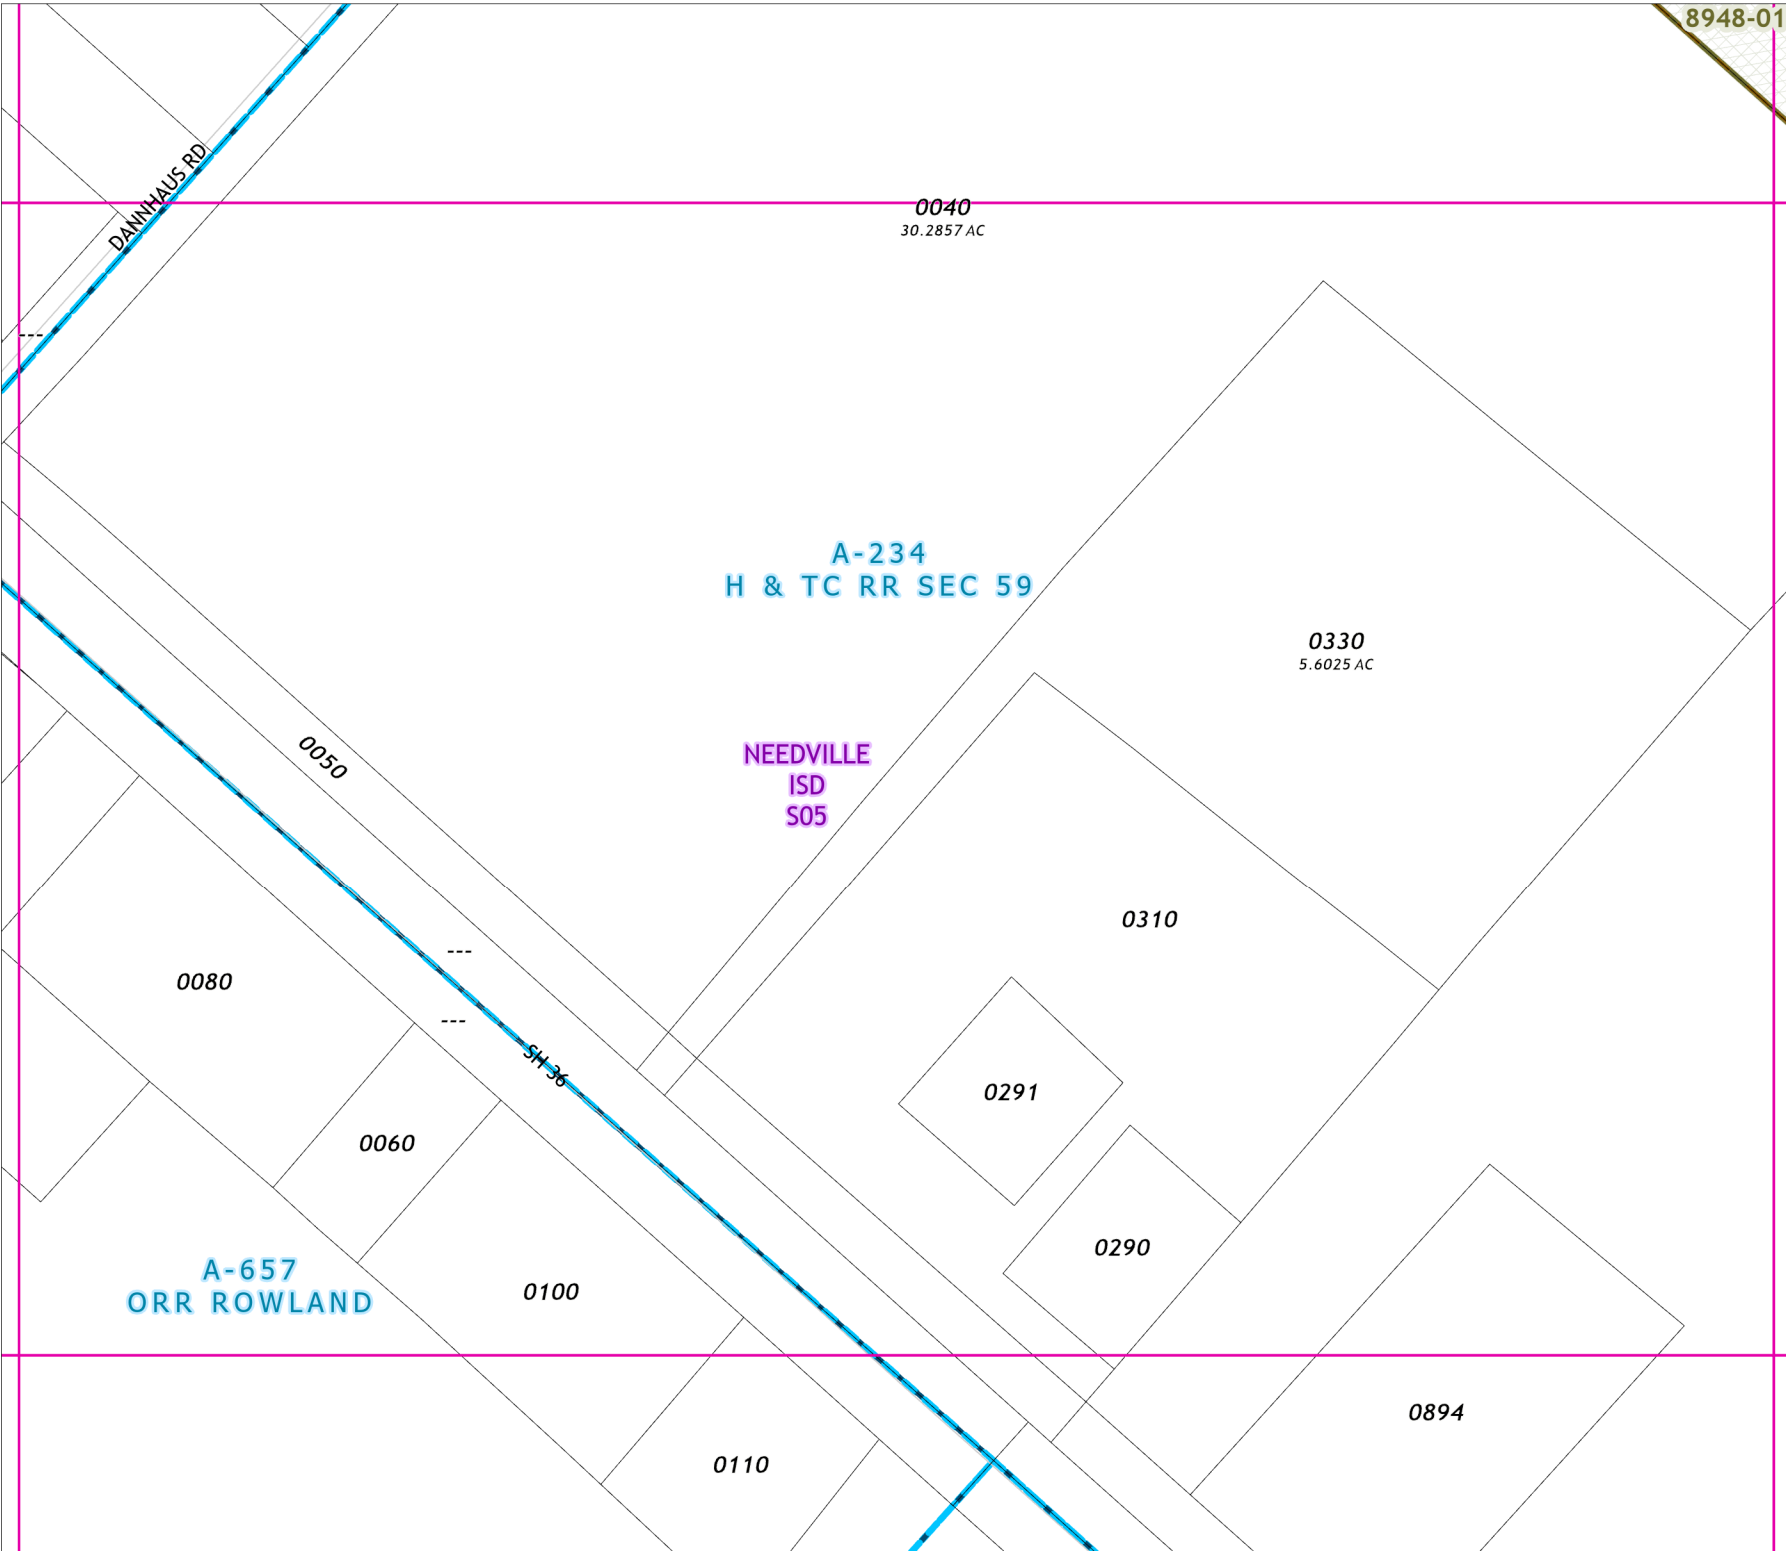 8948-01
DANNHAUS RD
0040
30.2857 AC
A-234
H & TC RR SEC 59
0330
5.6025 AC
NEEDVILLE
ISD
S05
0050
0310
---
---
---
0080
SH 36
0291
0060
0290
A-657
ORR ROWLAND
0100
0894
0110